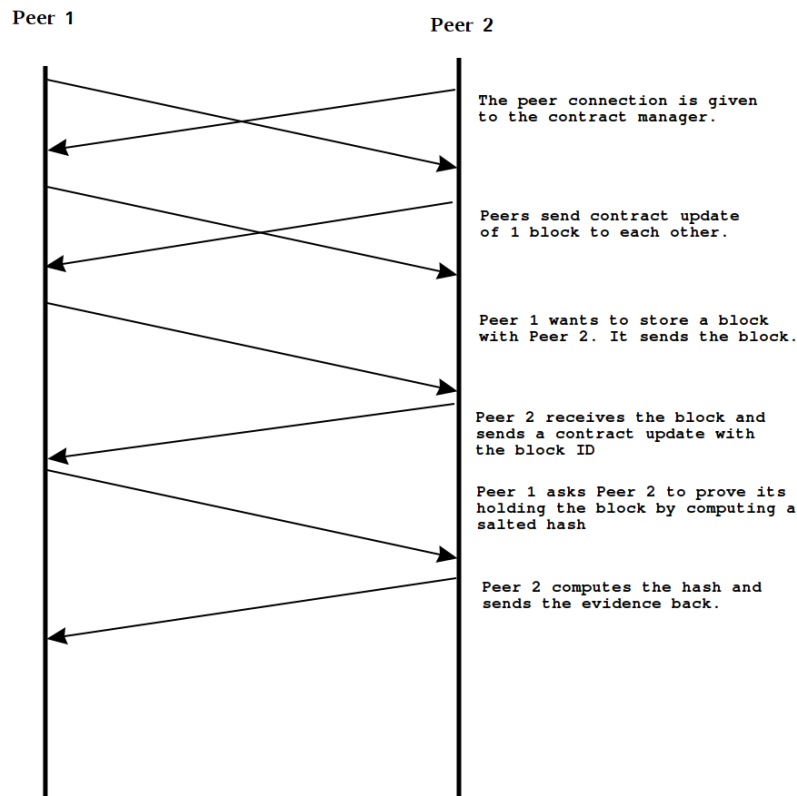 Peer 1
Peer 2
The peer connection is given
to the contract manager.
Peers send contract update
of 1 block to each other.
Peer 1 wants to store a block
with Peer 2. It sends the block.
Peer 2 receives the block and
sends a contract update with
the block ID
Peer 1 asks Peer 2 to prove its
holding the block by computing a
salted hash
Peer 2 computes the hash and
sends the evidence back.